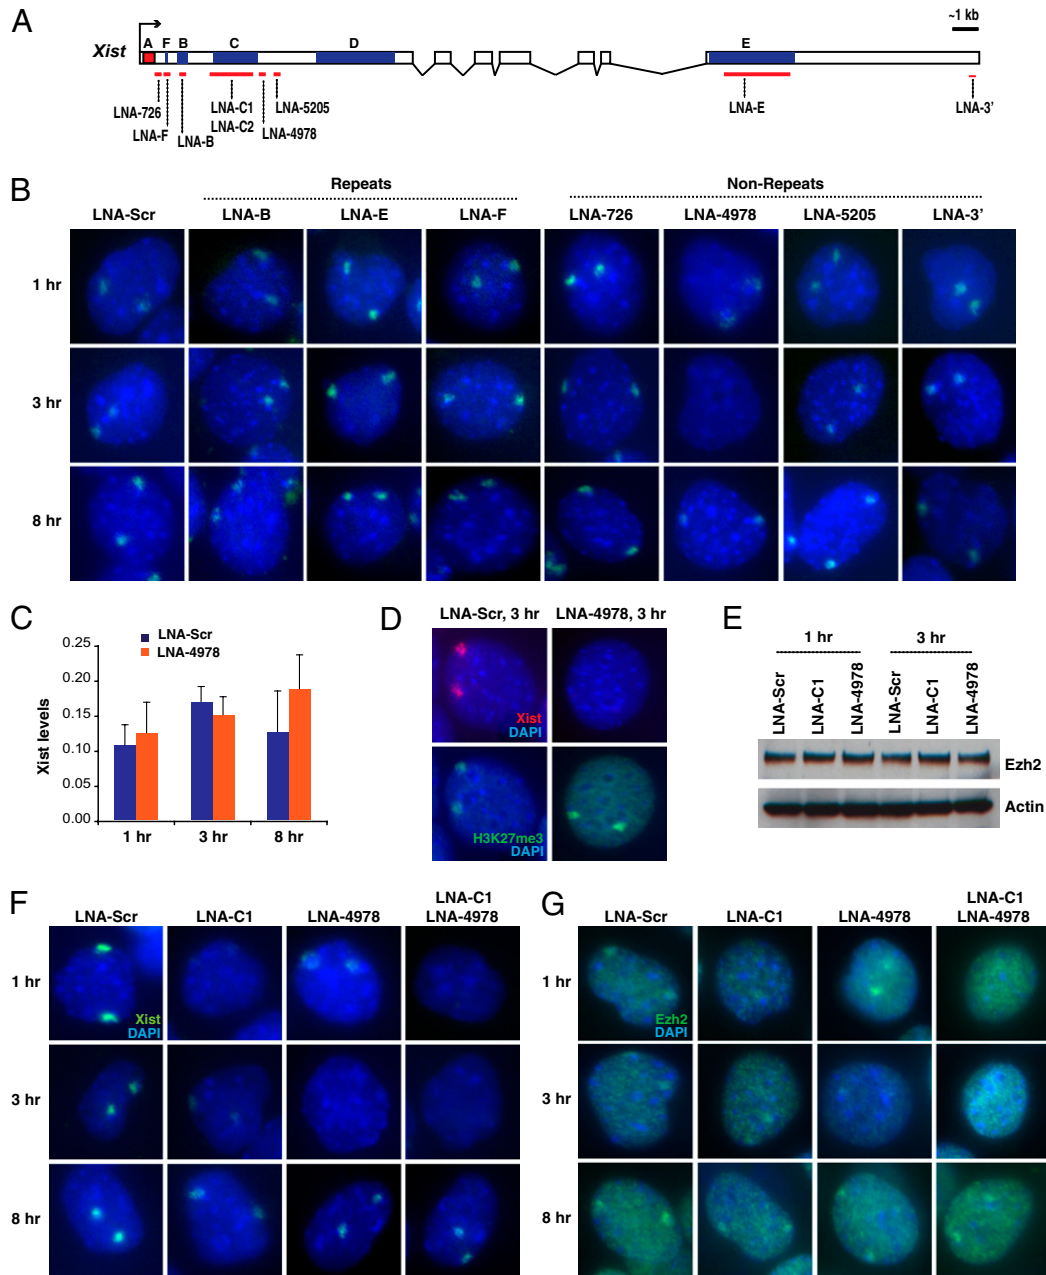 A
~1 kb
Xist
A F B C D E
LNA-726
LNA-F
LNA-B
LNA-C1
LNA-C2
LNA-4978
LNA-5205
LNA-E
LNA-3'
B
Repeats
Non-Repeats
LNA-Scr LNA-B LNA-E LNA-F LNA-726 LNA-4978 LNA-5205 LNA-3'
1 hr
3 hr
8 hr
C
LNA-Scr
LNA-4978
Xist levels
0.25
0.20
0.15
0.10
0.05
0.00
1 hr 3 hr 8 hr
D
LNA-Scr, 3 hr LNA-4978, 3 hr
Xist
DAPI
H3K27me3
DAPI
E
1 hr 3 hr
LNA-Scr LNA-C1 LNA-4978 LNA-Scr LNA-C1 LNA-4978
Ezh2
Actin
F
LNA-Scr LNA-C1 LNA-4978 LNA-C1
LNA-4978
1 hr
Xist
DAPI
3 hr
8 hr
G
LNA-Scr LNA-C1 LNA-4978 LNA-C1
LNA-4978
1 hr
Ezh2
DAPI
3 hr
8 hr